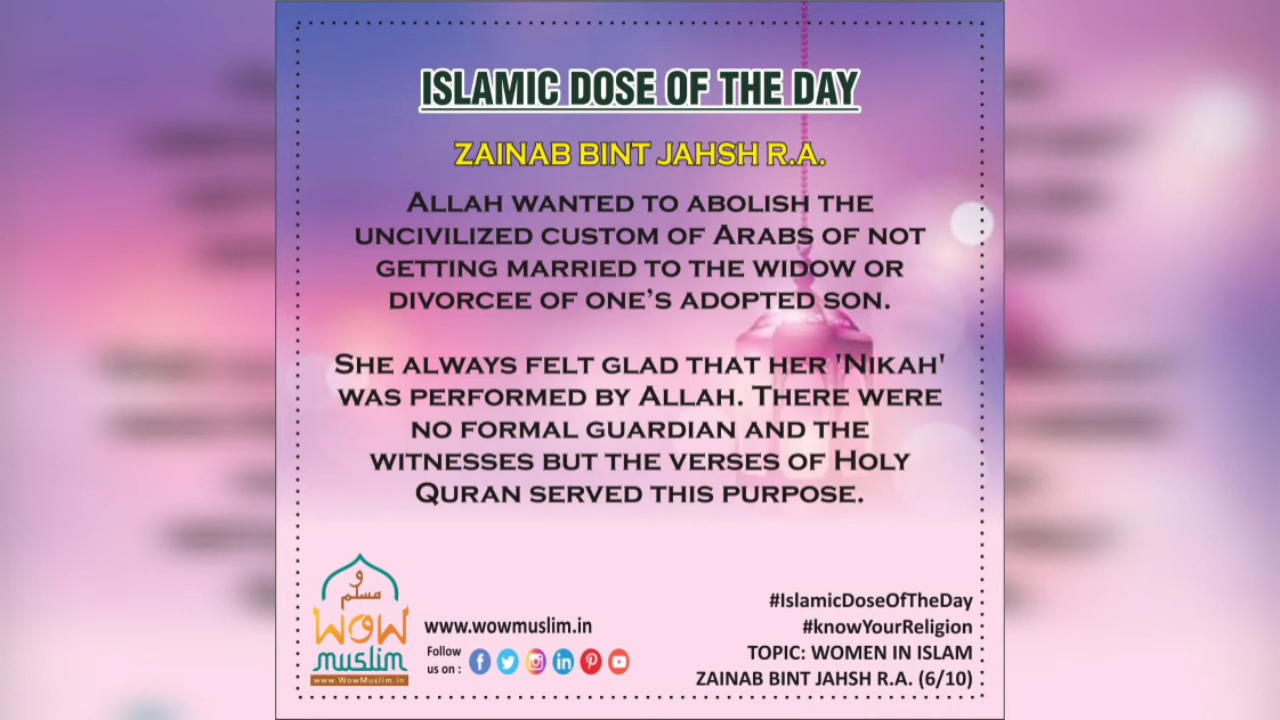 ISLAMIC DOSE OF THE DAY
ZAINAB BINT JAHSH R.A.
ALLAH WANTED TO ABOLISH THE
UNCIVILIZED CUSTOM OF ARABS OF NOT
GETTING MARRIED TO THE WIDOW OR
DIVORCEE OF ONE’S ADOPTED SON.
SHE ALWAYS FELT GLAD THAT HER 'NIKAH'
WAS PERFORMED BY ALLAH. THERE WERE
NO FORMAL GUARDIAN AND THE
WITNESSES BUT THE VERSES OF HOLY
QURAN SERVED THIS PURPOSE.
و
مسلم
WOW
muslim
www.WowMuslim.in
www.wowmuslim.in
Follow
us on :
#IslamicDoseOfTheDay
#knowYourReligion
TOPIC: WOMEN IN ISLAM
ZAINAB BINT JAHSH R.A. (6/10)